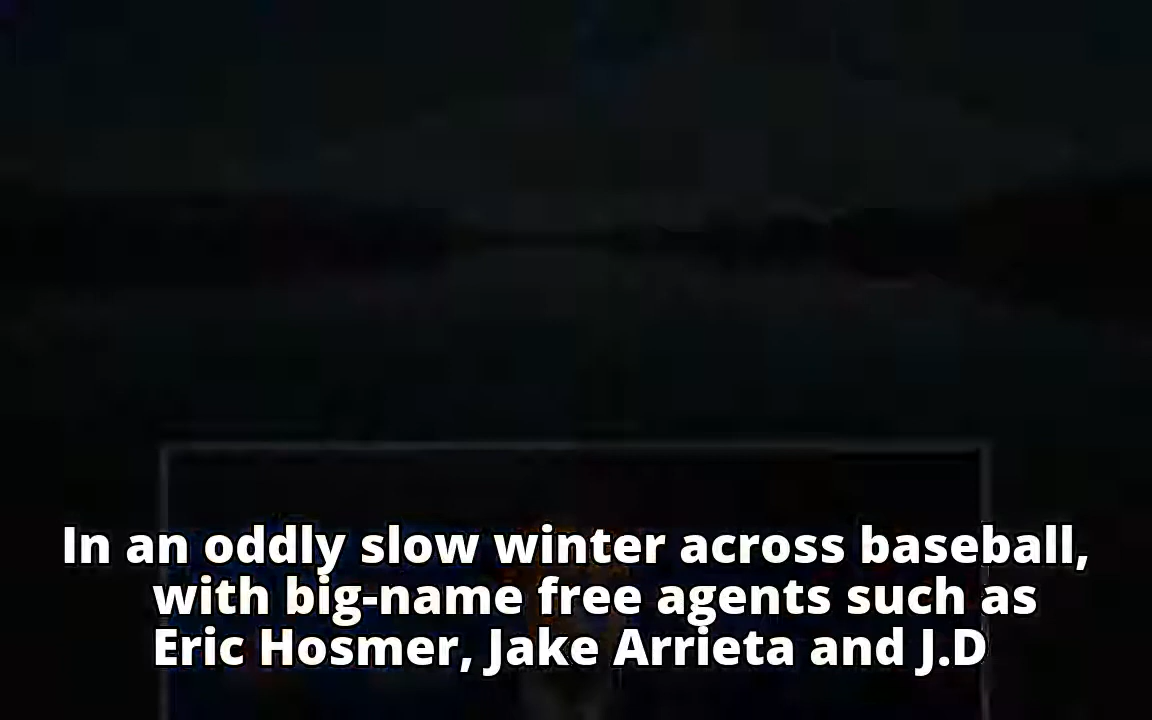 In an oddly slow winter across baseball,
with big-name free agents such as
Eric Hosmer, Jake Arrieta and J.D